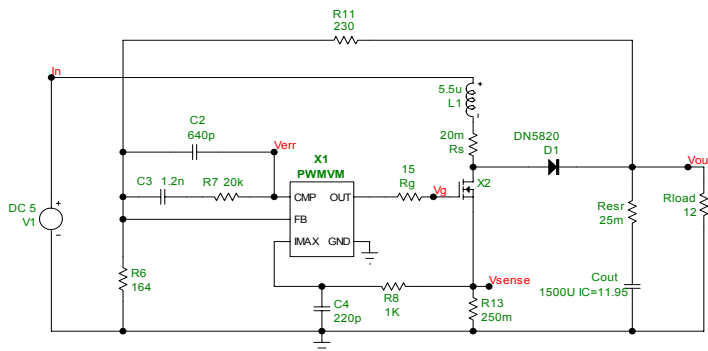 R11
230
In
5.5u
L1
C2
640p
Verr
X1
PWMVM
20m
Rs
DN5820
D1
Vou
C3 1.2n
R7 20k
CMP OUT
15
Rg
Vg
X2
Resr
25m
Rload
12
DC 5
V1
FB
IMAX GND
R6
164
Vsense
Cout
1500U IC=11.95
C4
220p
R8
1K
R13
250m